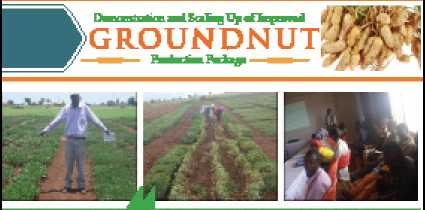 Demonstration and Scaling Up of Improved
GROUNDNUT
Production Package